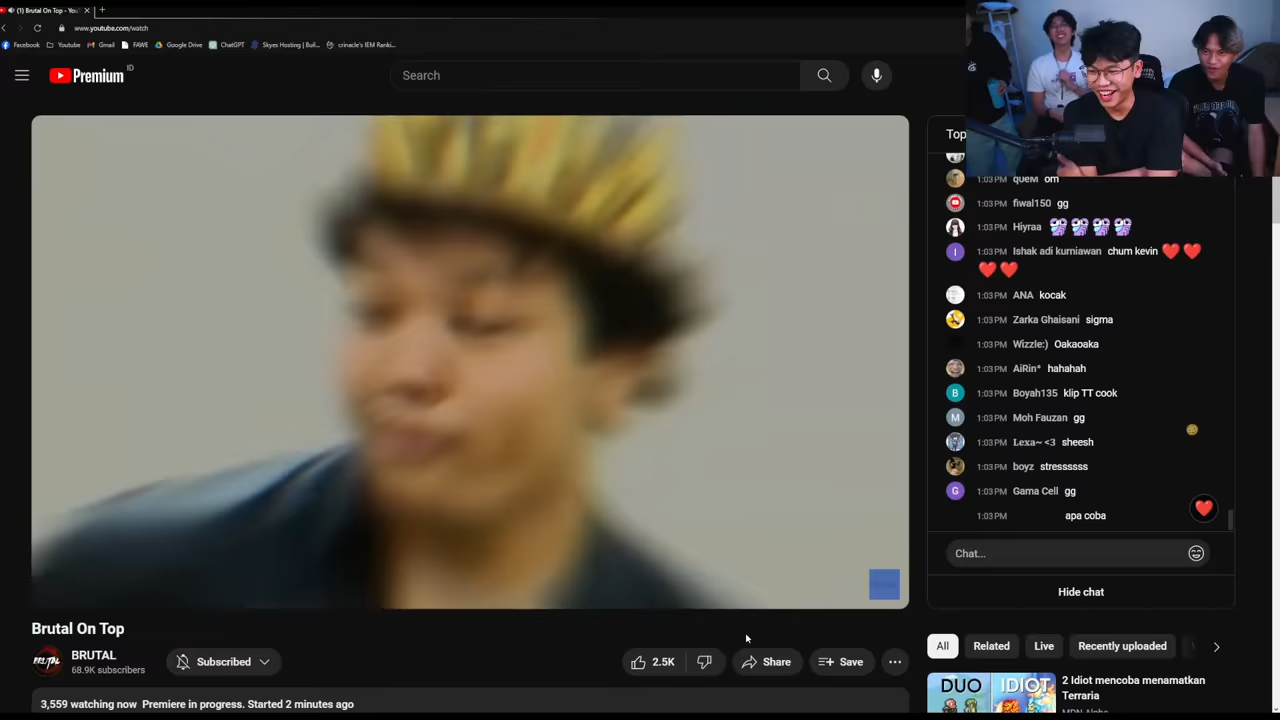 (1) Brutal On Top - You
www.youtube.com/watch
Facebook Youtube Gmail FAWE Google Drive ChatGPT Skyes Hosting | Buil... crinacle's IEM Ranki...
Premium ID
Search
Top
1:03 PM queM om
1:03 PM fiwal150 gg
1:03 PM Hiyraa
1:03 PM Ishak adi kurniawan chum kevin ❤️ ❤️
❤️ ❤️
1:03 PM ANA kocak
1:03 PM Zarka Ghaisani sigma
1:03 PM Wizzle:) Oakaoaka
1:03 PM AiRin* hahahah
B 1:03 PM Boyah135 klip TT cook
M 1:03 PM Moh Fauzan gg
1:03 PM Lexa~ <3 sheesh
1:03 PM boyz stressssss
G 1:03 PM Gama Cell gg
1:03 PM apa coba
Chat...
Hide chat
Brutal On Top
BRUTAL
BRUTAL
68.9K subscribers
Subscribed
2.5K
Share
Save
3,559 watching now Premiere in progress. Started 2 minutes ago
All Related Live Recently uploaded
DUO IDIOT
2 Idiot mencoba menamatkan
Terraria